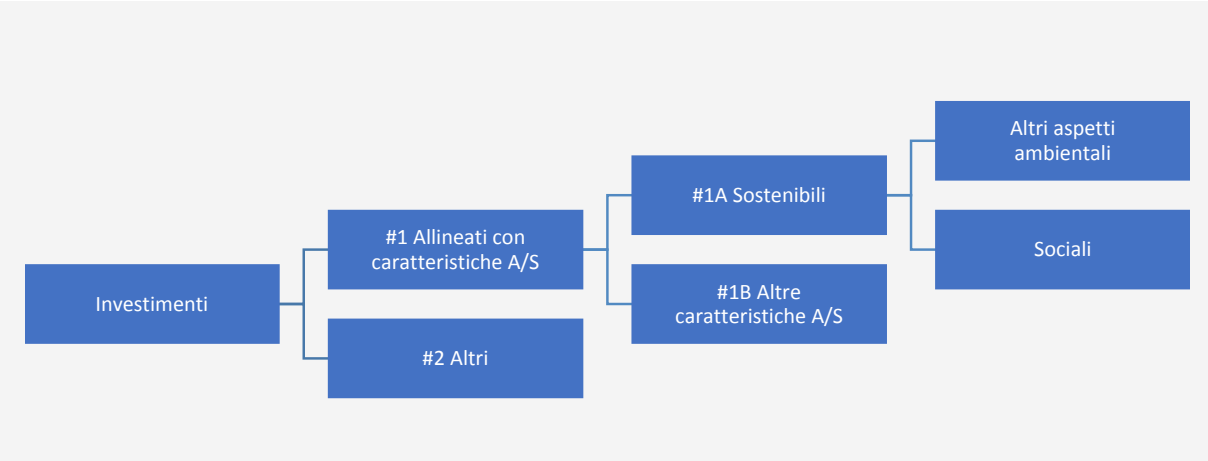 Investimenti
#1 Allineati con
caratteristiche A/S
#2 Altri
#1A Sostenibili
#1B Altre
caratteristiche A/S
Altri aspetti
ambientali
Sociali